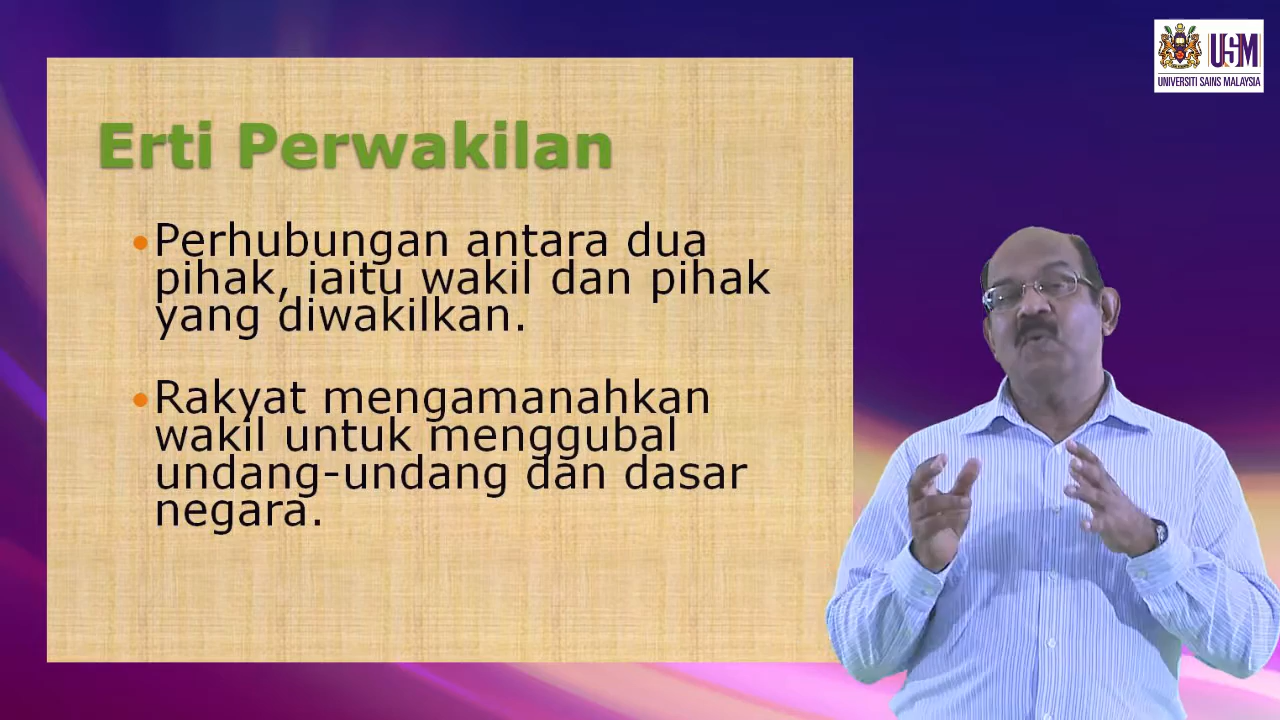 USM
UNIVERSITI SAINS MALAYSIA
Erti Perwakilan
•Perhubungan antara dua
pihak, iaitu wakil dan pihak
yang diwakilkan.
•Rakyat mengamanahkan
wakil untuk menggubal
undang-undang dan dasar
negara.